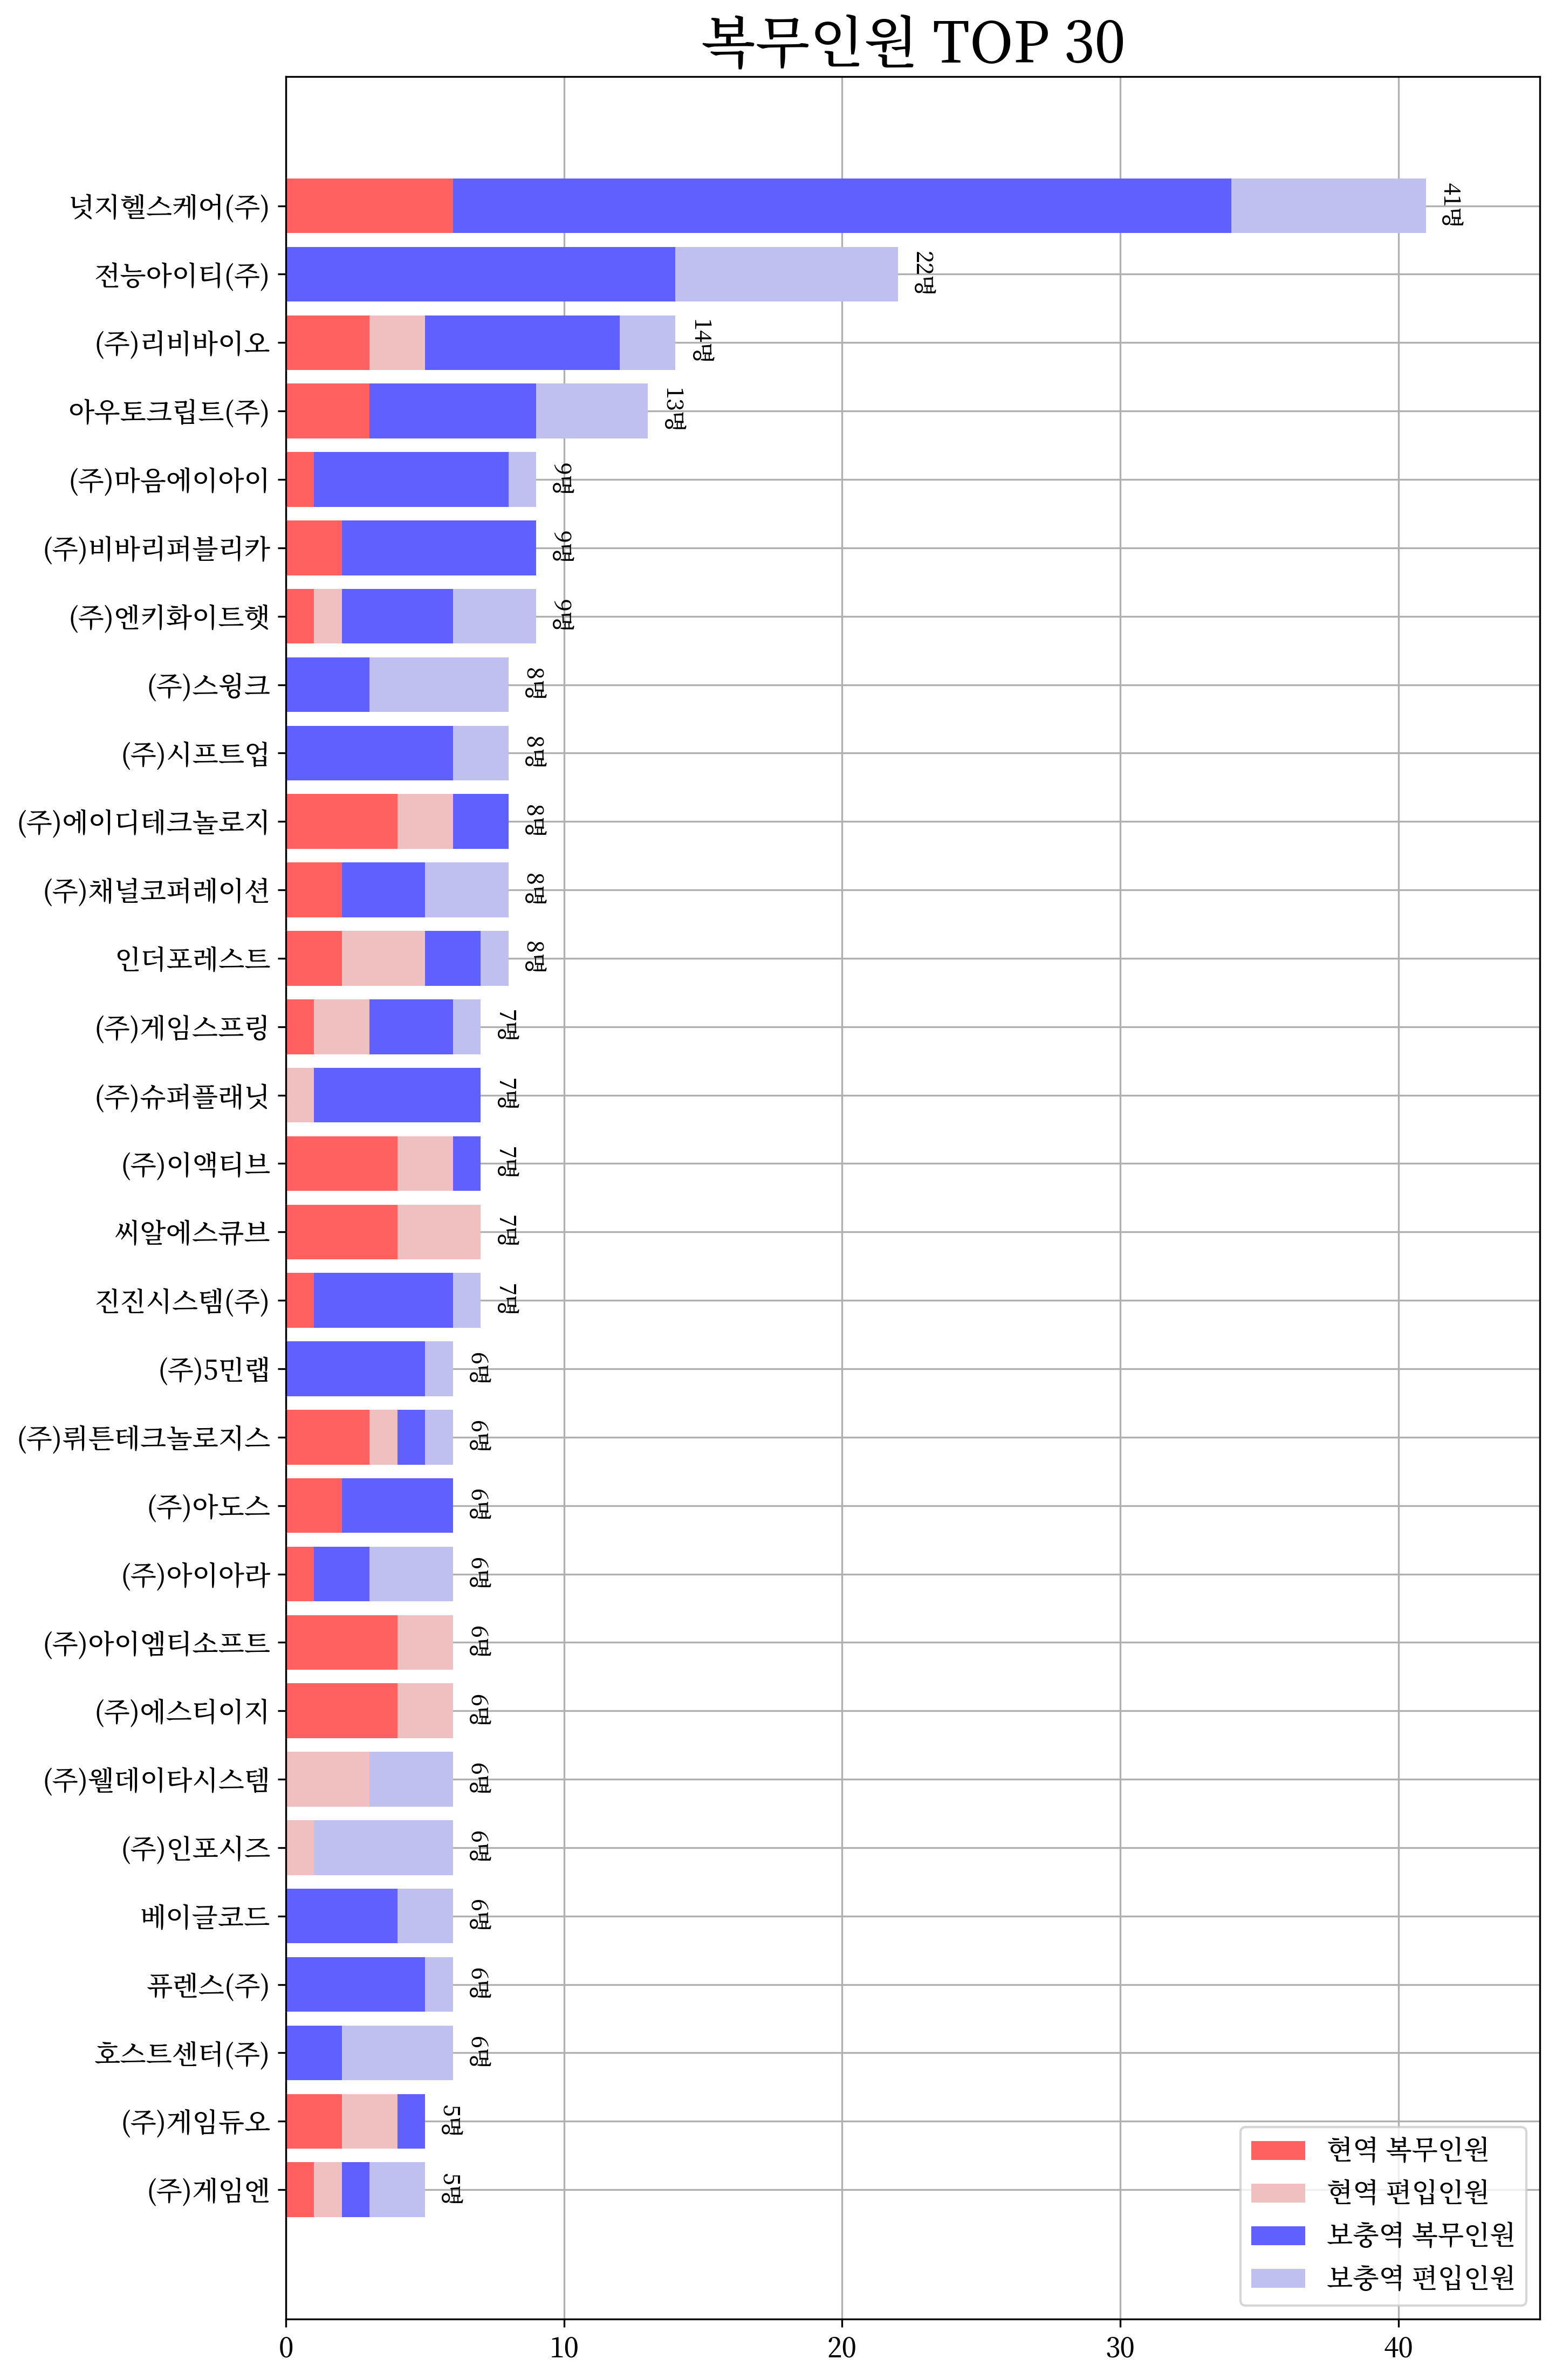 복무인원 TOP 30
넛지헬스케어(주) 41명
전능아이티(주) 22명
(주)리비바이오 14명
아우토크립트(주) 13명
(주)마음에이아이 9명
(주)비바리퍼블리카 9명
(주)엔키화이트햇 9명
(주)스윙크 8명
(주)시프트업 8명
(주)에이디테크놀로지 8명
(주)채널코퍼레이션 8명
인더포레스트 8명
(주)게임스프링 7명
(주)슈퍼플래닛 7명
(주)이액티브 7명
씨알에스큐브 7명
진진시스템(주) 7명
(주)5민랩 6명
(주)뤼튼테크놀로지스 6명
(주)아도스 6명
(주)아이아라 6명
(주)아이엠티소프트 6명
(주)에스티이지 6명
(주)웰데이타시스템 6명
(주)인포시즈 6명
베이글코드 6명
퓨렌스(주) 6명
호스트센터(주) 6명
(주)게임듀오 5명
(주)게임엔 5명
현역 복무인원
현역 편입인원
보충역 복무인원
보충역 편입인원
0 10 20 30 40